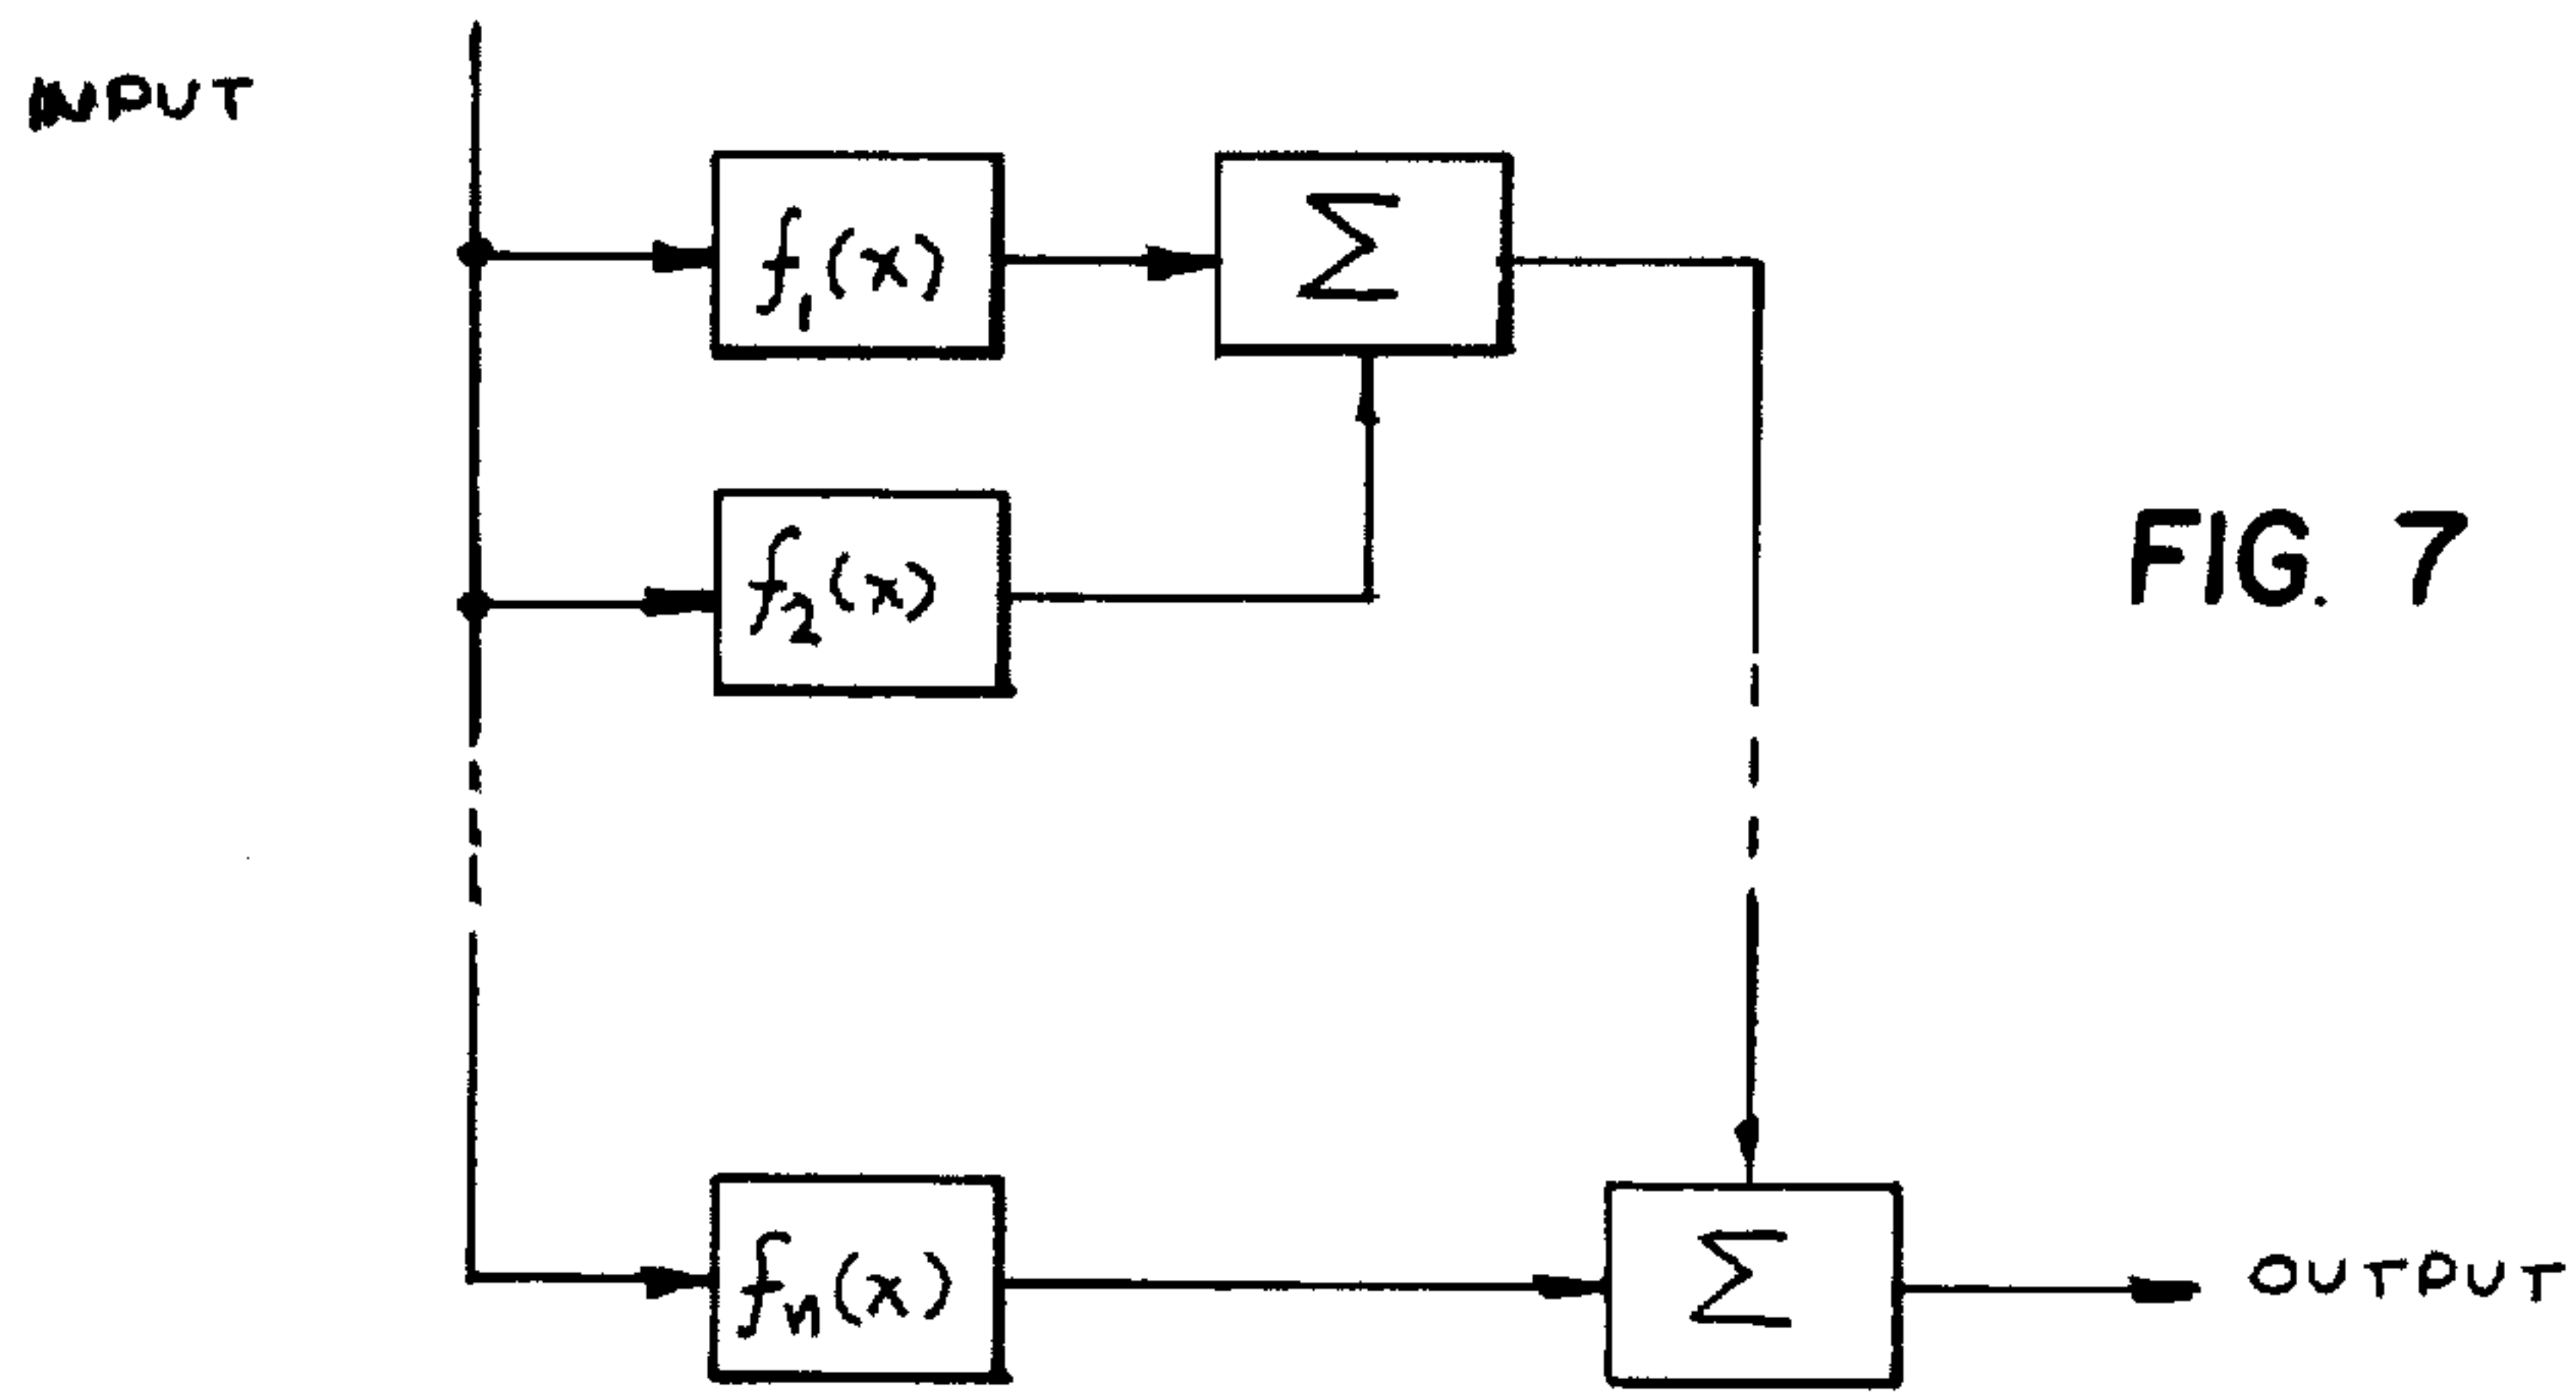 INPUT
f₁(x)
Σ
f₂(x)
FIG. 7
fₙ(x)
Σ
OUTPUT